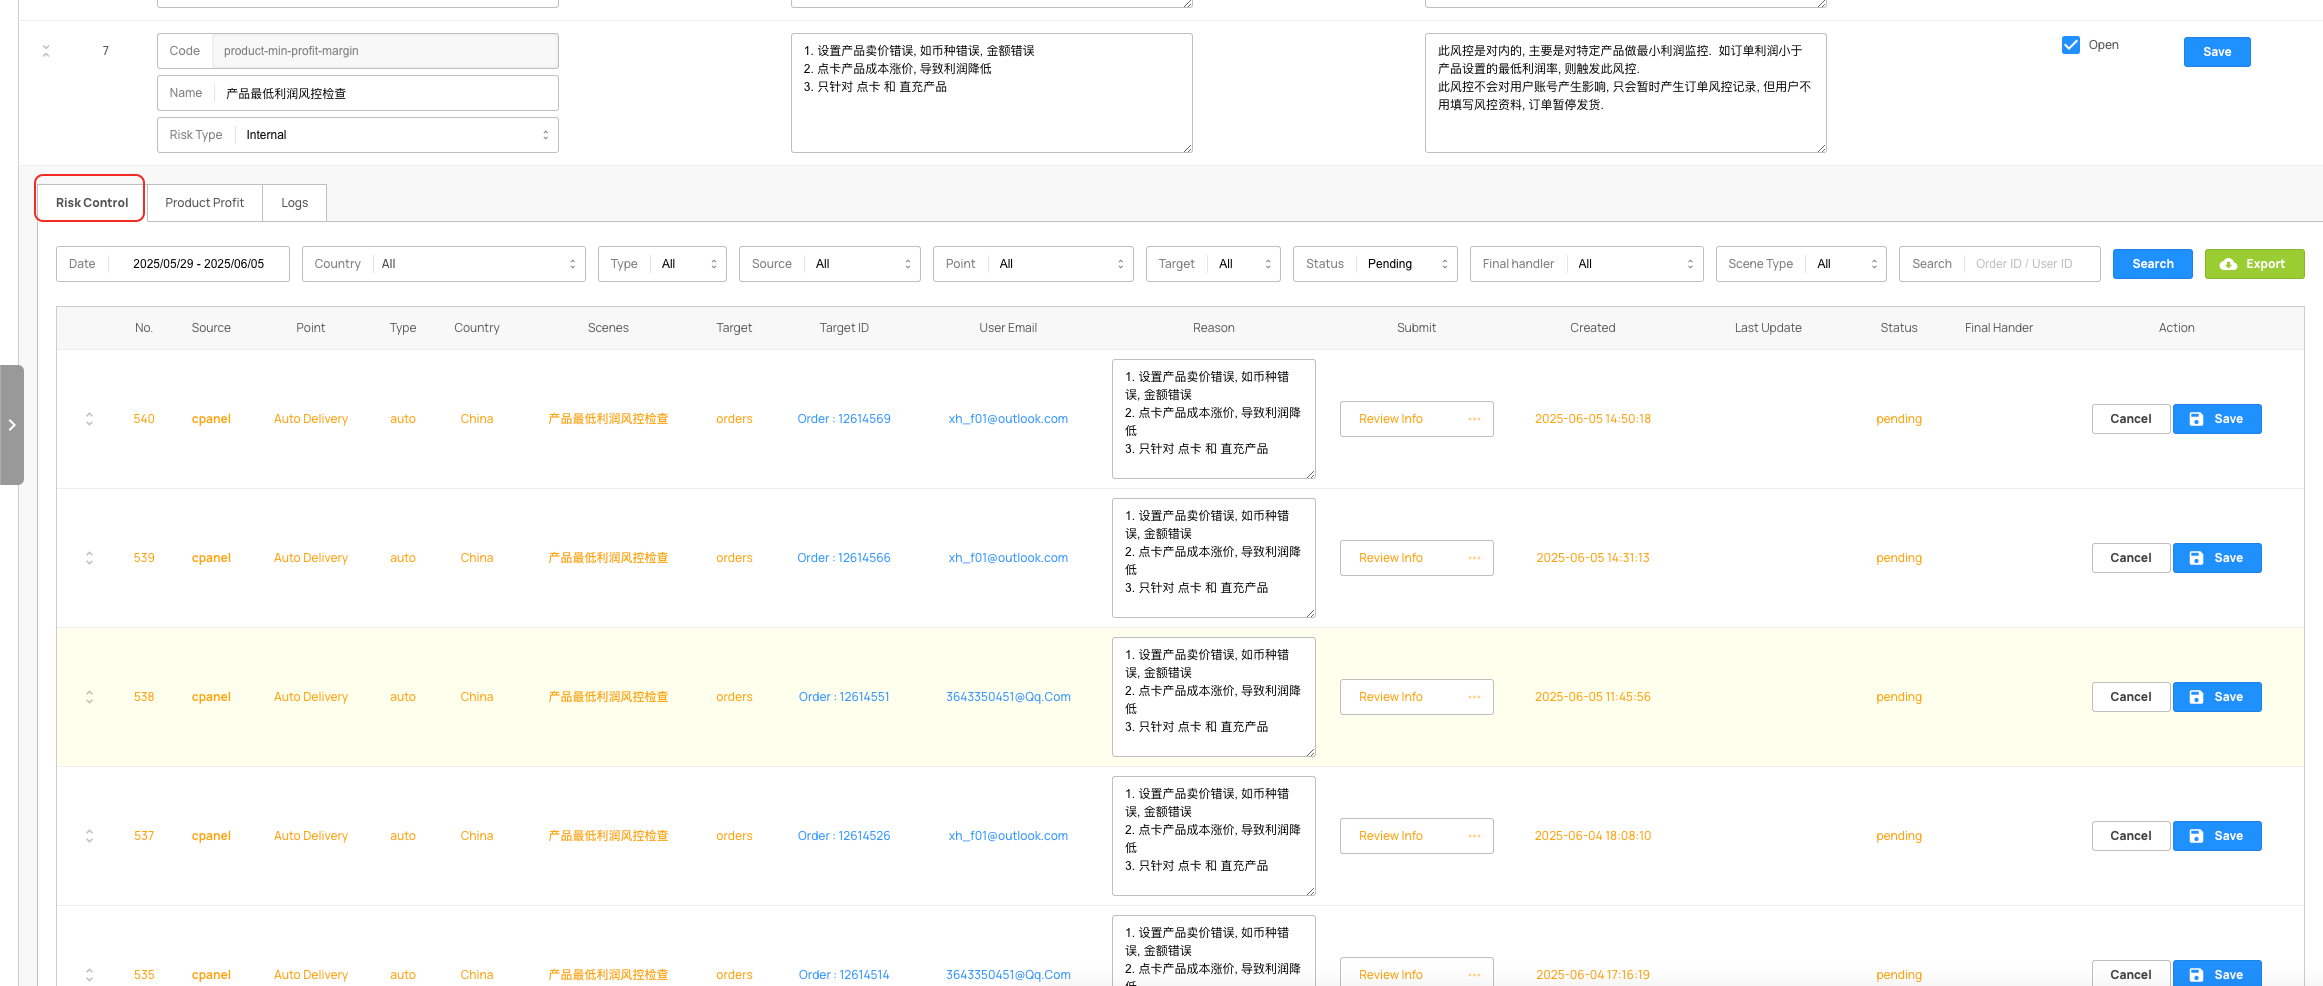 7
Code product-min-profit-margin
Name 产品最低利润风控检查
Risk Type Internal
1. 设置产品卖价错误, 如币种错误, 金额错误
2. 点卡产品成本涨价, 导致利润降低
3. 只针对 点卡 和 直充产品
此风控是对内的, 主要是对特定产品做最小利润监控. 如订单利润小于
产品设置的最低利润率, 则触发此风控.
此风控不会对用户账号产生影响, 只会暂时产生订单风控记录, 但用户不
用填写风控资料, 订单暂停发货.
Open
Save
Risk Control Product Profit Logs
Date 2025/05/29 - 2025/06/05 Country All Type All Source All Point All Target All Status Pending Final handler All Scene Type All Search Order ID / User ID Search Export
No. Source Point Type Country Scenes Target Target ID User Email Reason Submit Created Last Update Status Final Hander Action
540 cpanel Auto Delivery auto China 产品最低利润风控检查 orders Order : 12614569 xh_f01@outlook.com
1. 设置产品卖价错误, 如币种错
误, 金额错误
2. 点卡产品成本涨价, 导致利润降
低
3. 只针对 点卡 和 直充产品
Review Info ··· 2025-06-05 14:50:18 pending Cancel Save
539 cpanel Auto Delivery auto China 产品最低利润风控检查 orders Order : 12614566 xh_f01@outlook.com
1. 设置产品卖价错误, 如币种错
误, 金额错误
2. 点卡产品成本涨价, 导致利润降
低
3. 只针对 点卡 和 直充产品
Review Info ··· 2025-06-05 14:31:13 pending Cancel Save
538 cpanel Auto Delivery auto China 产品最低利润风控检查 orders Order : 12614551 3643350451@Qq.Com
1. 设置产品卖价错误, 如币种错
误, 金额错误
2. 点卡产品成本涨价, 导致利润降
低
3. 只针对 点卡 和 直充产品
Review Info ··· 2025-06-05 11:45:56 pending Cancel Save
537 cpanel Auto Delivery auto China 产品最低利润风控检查 orders Order : 12614526 xh_f01@outlook.com
1. 设置产品卖价错误, 如币种错
误, 金额错误
2. 点卡产品成本涨价, 导致利润降
低
3. 只针对 点卡 和 直充产品
Review Info ··· 2025-06-04 18:08:10 pending Cancel Save
535 cpanel Auto Delivery auto China 产品最低利润风控检查 orders Order : 12614514 3643350451@Qq.Com
1. 设置产品卖价错误, 如币种错
误, 金额错误
2. 点卡产品成本涨价, 导致利润降
Review Info ··· 2025-06-04 17:16:19 pending Cancel Save